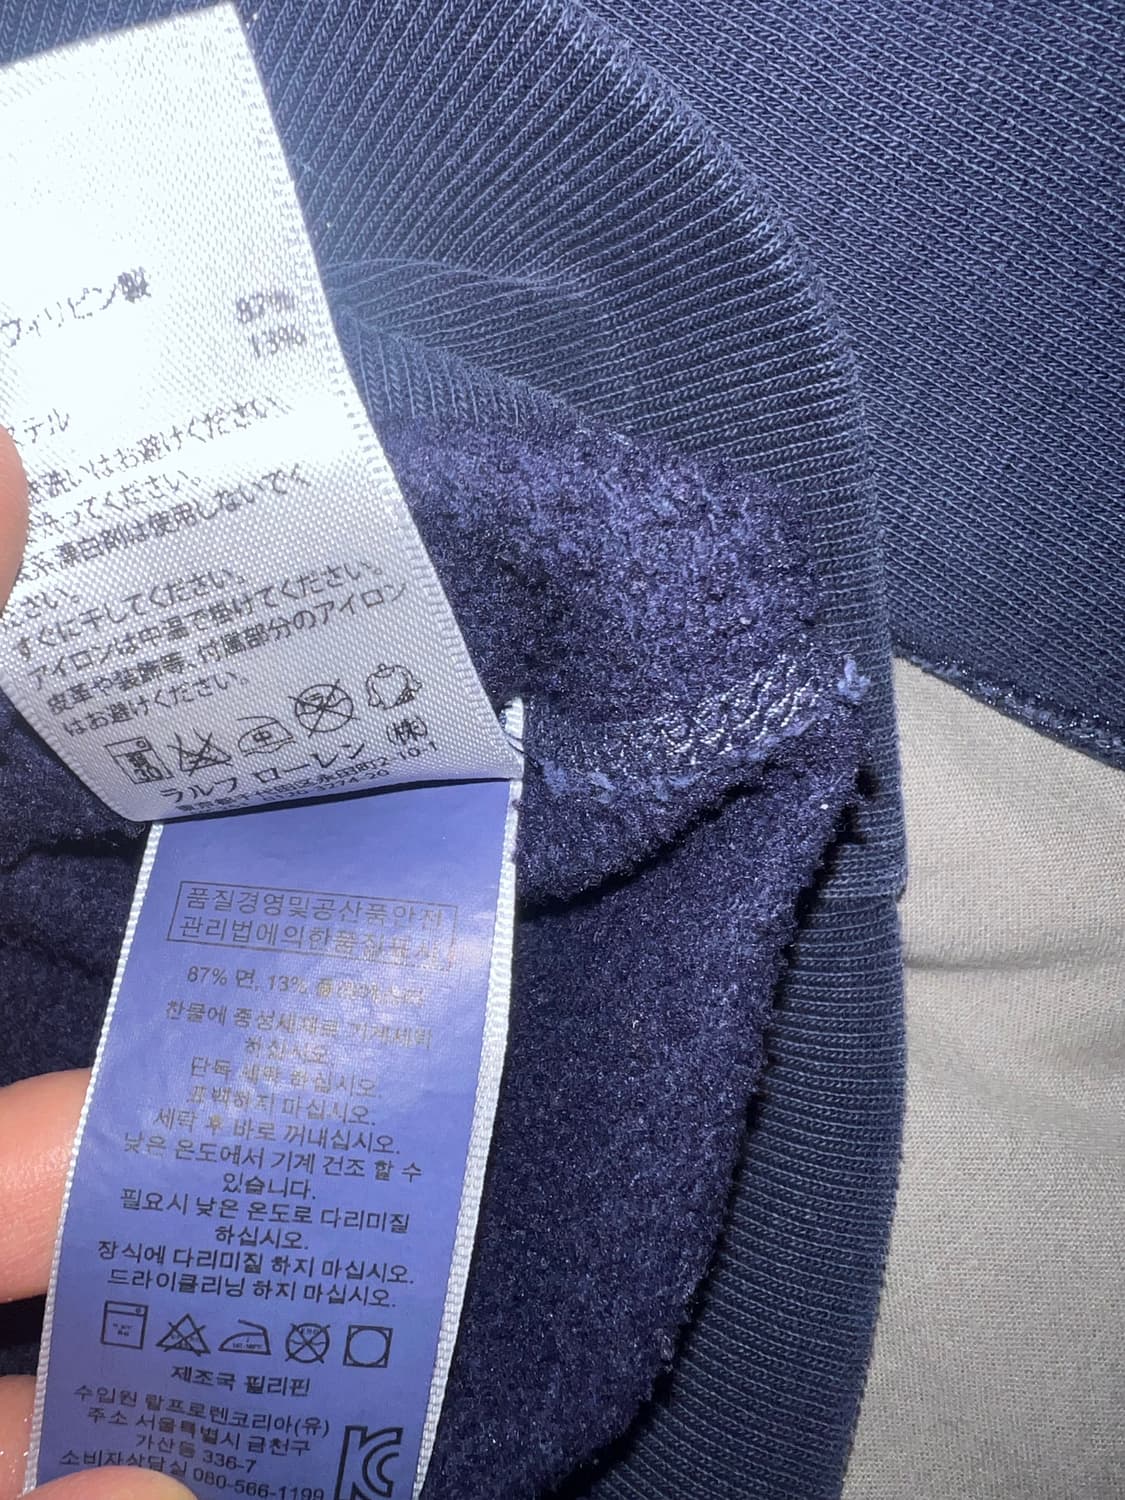 フィリピン製
87%
13%
ステル
洗いはお避けください。
洗ってください。
漂白剤は使用しないでく
ださい。
すぐに干してください。
アイロンは中温で掛けてください。
皮革や装飾等、付属部分のアイロン
はお避けください。
ラルフ ローレン (株)
품질경영및공산품안전
관리법에의한품질표시
87% 면, 13% 폴리에스터
찬물에 중성세제로 기계세탁
하십시오.
단독 세탁 하십시오.
표백하지 마십시오.
세탁 후 바로 꺼내십시오.
낮은 온도에서 기계 건조 할 수
있습니다.
필요시 낮은 온도로 다리미질
하십시오.
장식에 다리미질 하지 마십시오.
드라이클리닝 하지 마십시오.
제조국 필리핀
수입원 랄프로렌코리아(유)
주소 서울특별시 금천구
가산동 336-7
소비자상담실 080-566-1199